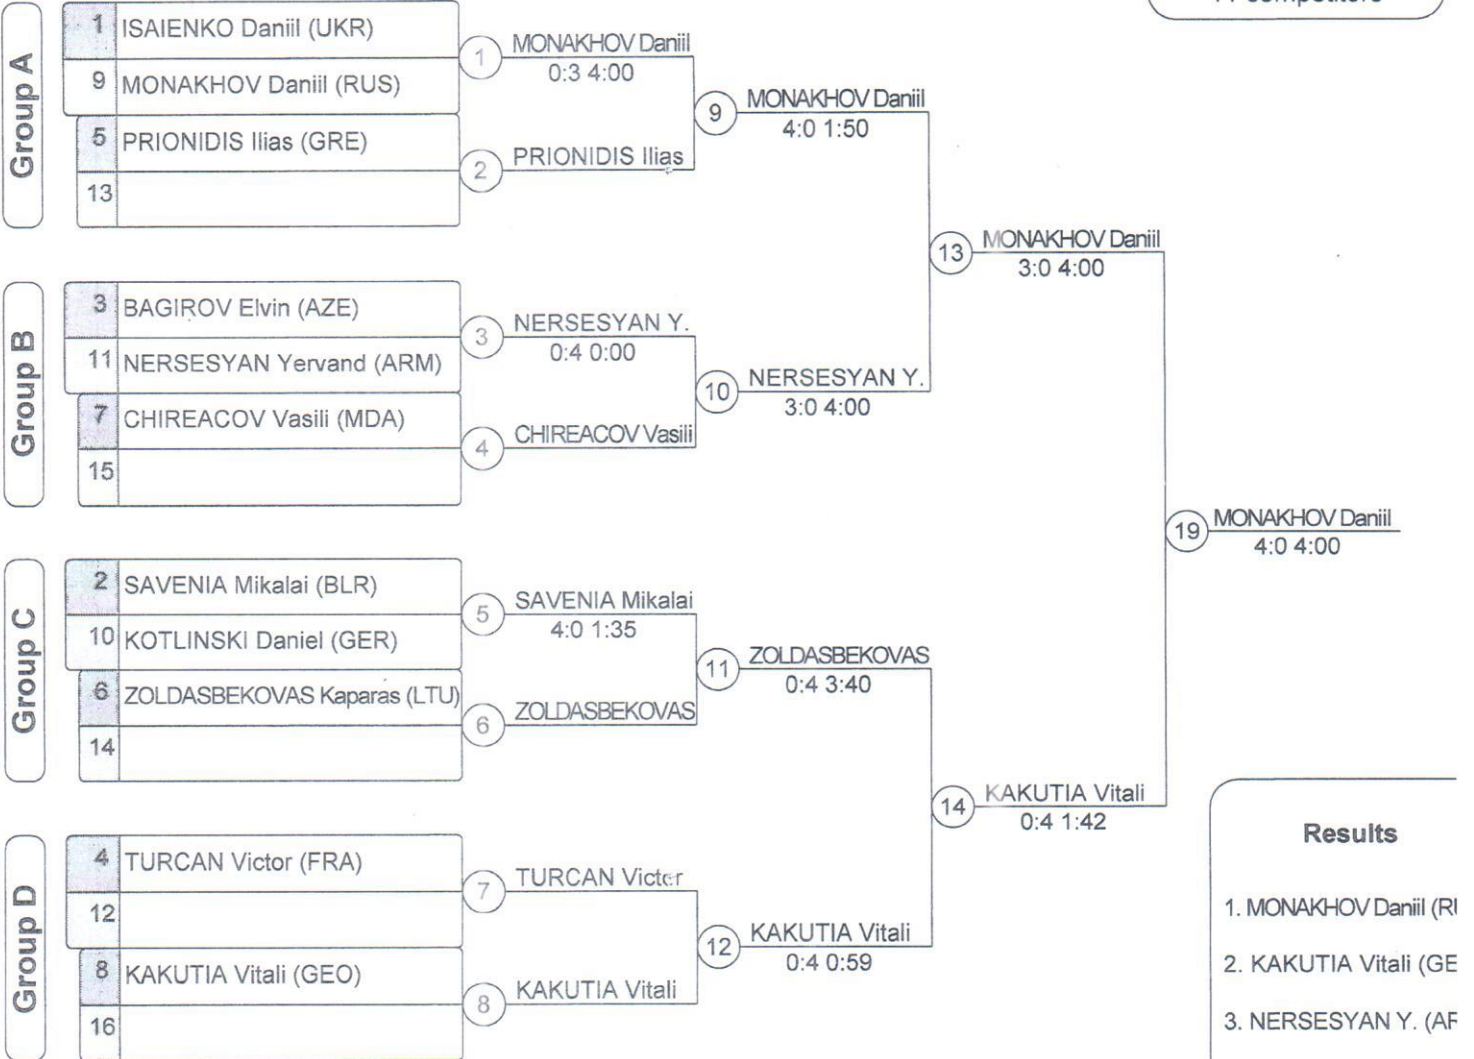 competitors
Group A
1 ISAIENKO Daniil (UKR)
9 MONAKHOV Daniil (RUS)
5 PRIONIDIS Ilias (GRE)
13
1 MONAKHOV Daniil
0:3 4:00
2 PRIONIDIS Ilias
9 MONAKHOV Daniil
4:0 1:50
Group B
3 BAGIROV Elvin (AZE)
11 NERSESYAN Yervand (ARM)
7 CHIREACOV Vasili (MDA)
15
3 NERSESYAN Y.
0:4 0:00
4 CHIREACOV Vasili
10 NERSESYAN Y.
3:0 4:00
13 MONAKHOV Daniil
3:0 4:00
Group C
2 SAVENIA Mikalai (BLR)
10 KOTLINSKI Daniel (GER)
6 ZOLDASBEKOVAS Kaparas (LTU)
14
5 SAVENIA Mikalai
4:0 1:35
6 ZOLDASBEKOVAS
11 ZOLDASBEKOVAS
0:4 3:40
Group D
4 TURCAN Victor (FRA)
12
8 KAKUTIA Vitali (GEO)
16
7 TURCAN Victor
8 KAKUTIA Vitali
12 KAKUTIA Vitali
0:4 0:59
14 KAKUTIA Vitali
0:4 1:42
19 MONAKHOV Daniil
4:0 4:00
Results
1. MONAKHOV Daniil (RU
2. KAKUTIA Vitali (GE
3. NERSESYAN Y. (AR